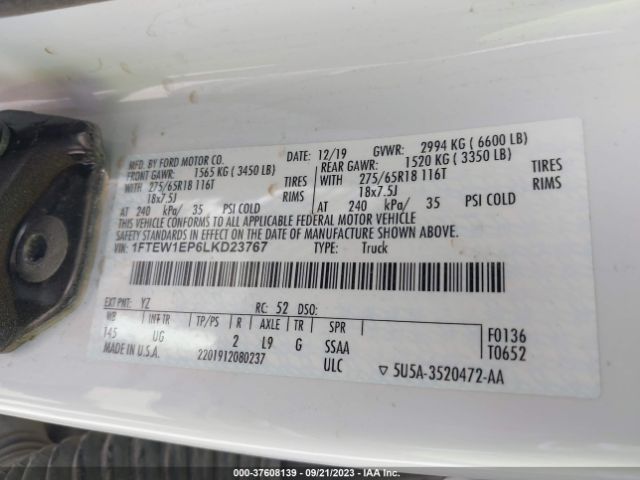 MFD. BY FORD MOTOR CO.
DATE: 12/19 GVWR: 2994 KG ( 6600 LB)
FRONT GAWR: 1565 KG ( 3450 LB)
REAR GAWR: 1520 KG ( 3350 LB)
WITH 275/65R18 116T TIRES
WITH 275/65R18 116T TIRES
18x7.5J RIMS
18x7.5J RIMS
AT 240 kPa/ 35 PSI COLD
AT 240 kPa/ 35 PSI COLD
THIS VEHICLE CONFORMS TO ALL APPLICABLE FEDERAL MOTOR VEHICLE
SAFETY STANDARDS IN EFFECT ON THE DATE OF MANUFACTURE SHOWN ABOVE.
VIN: 1FTEW1EP6LKD23767 TYPE: Truck
EXT PNT: YZ RC: 52 DSO:
WB INT TR TP/PS R AXLE TR SPR
145 UG 2 L9 G SSAA
MADE IN U.S.A. 2201912080237 ULC
F0136
T0652
▽ 5U5A-3520472-AA
000-37608139 - 09/21/2023 - IAA Inc.